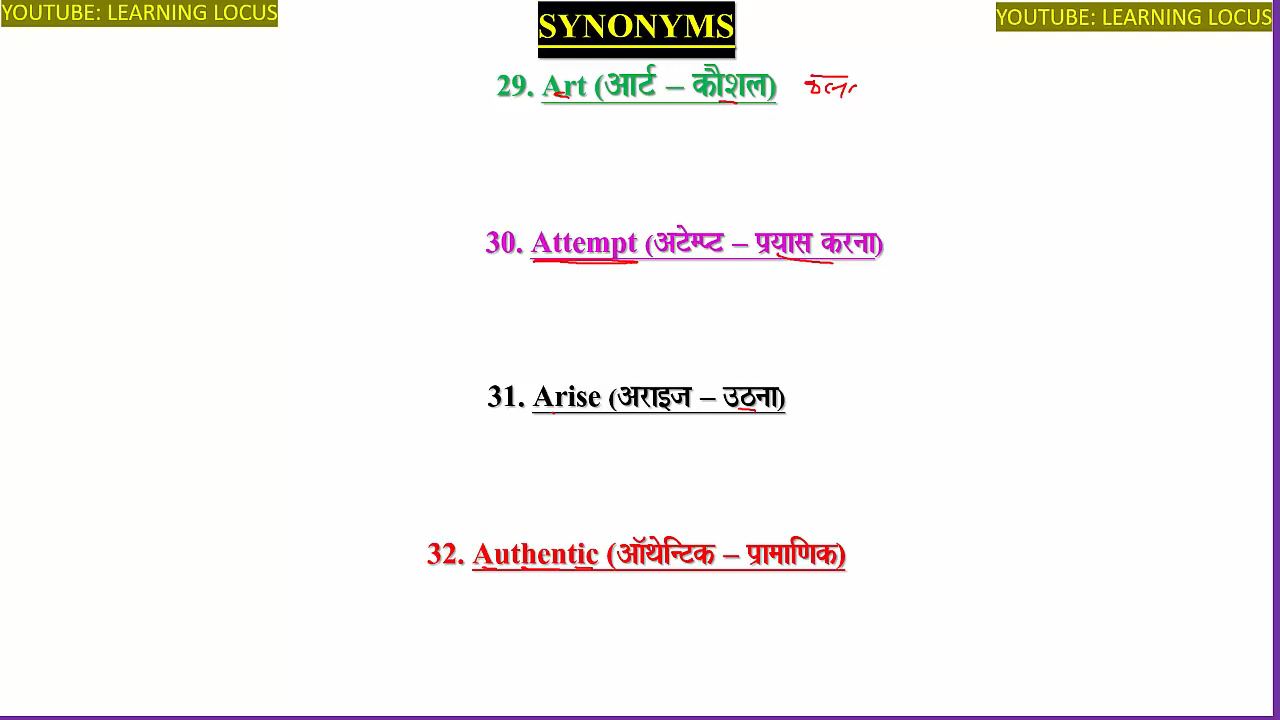 YOUTUBE: LEARNING LOCUS
SYNONYMS
YOUTUBE: LEARNING LOCUS
29. Art (आर्ट – कौशल) कला
30. Attempt (अटेम्प्ट – प्रयास करना)
31. Arise (अराइज – उठना)
32. Authentic (ऑथेन्टिक – प्रामाणिक)